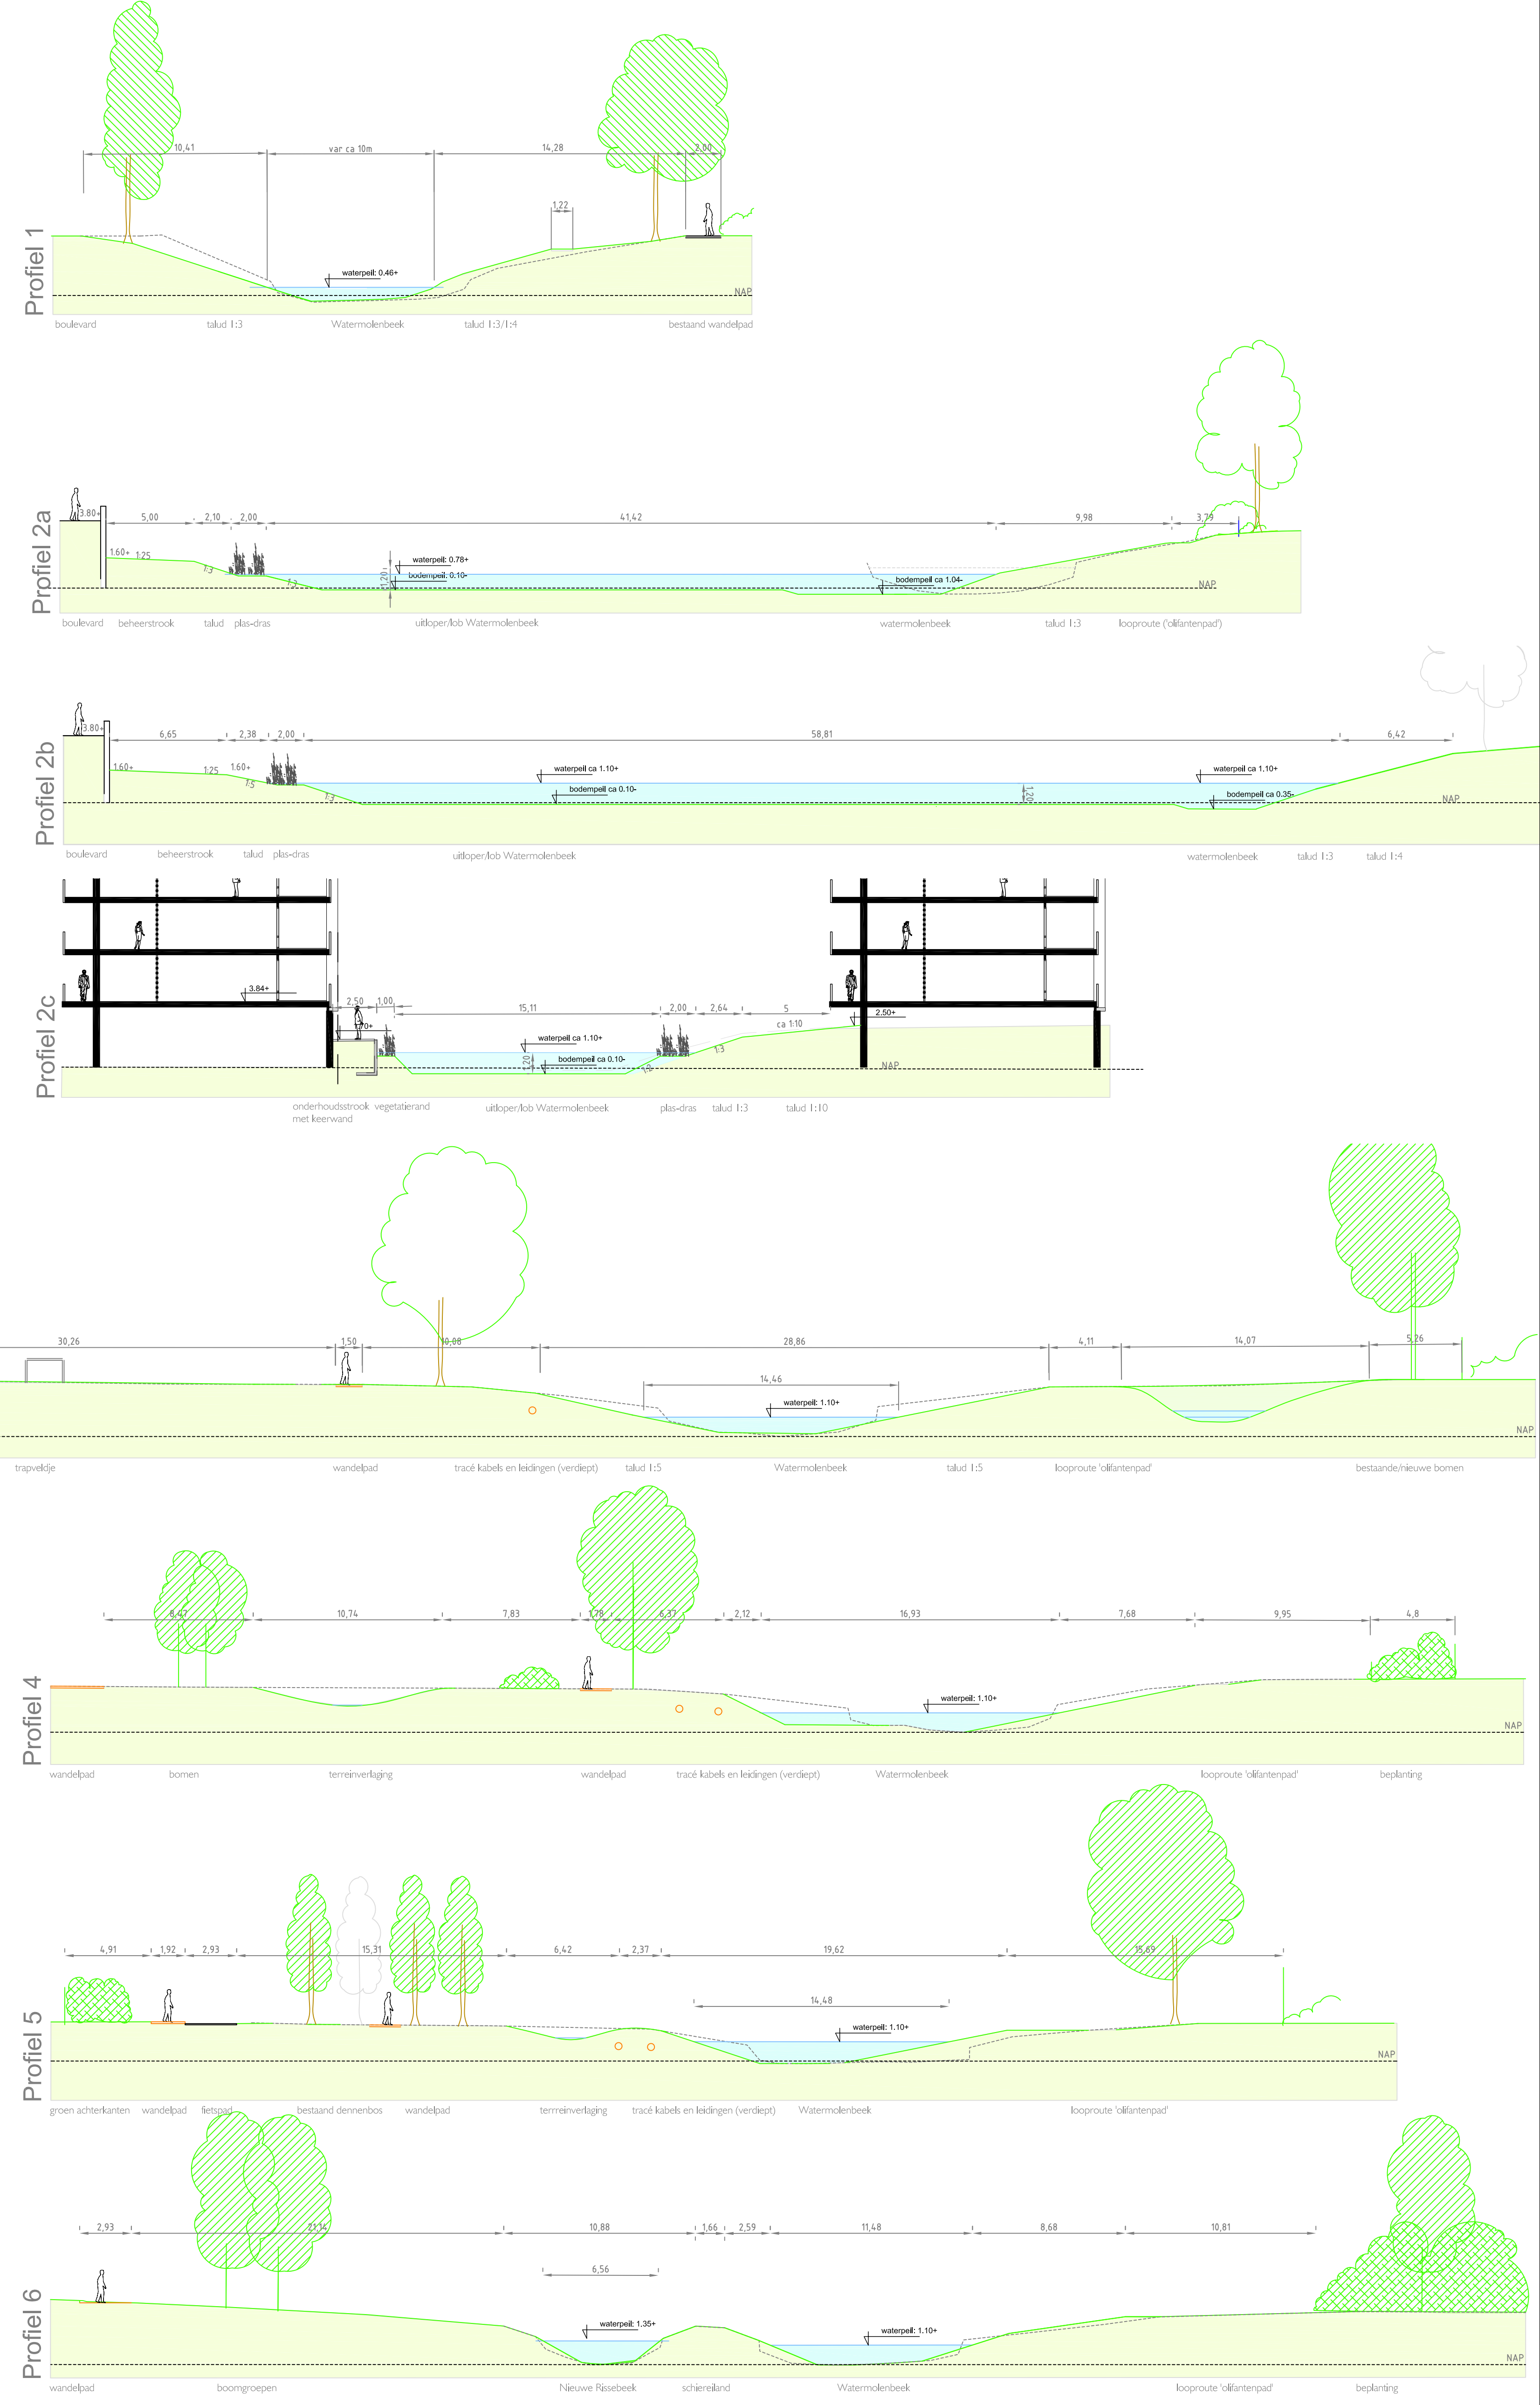 Profiel 1
10,41
var ca 10m
14,28
2,00
1,22
waterpeil: 0.46+
NAP
boulevard
talud 1:3
Watermolenbeek
talud 1:3/1:4
bestaand wandelpad
Profiel 2a
3.80+
5,00
2,10
2,00
41,42
9,98
3,79
1.60+
1:25
1:3
1:3
waterpeil: 0.78+
1,20
bodempeil: 0.10-
bodempeil ca 1.04-
NAP
boulevard
beheerstrook
talud
plas-dras
uitloper/lob Watermolenbeek
watermolenbeek
talud 1:3
looproute ('olifantenpad')
Profiel 2b
3.80+
6,65
2,38
2,00
58,81
6,42
1.60+
1:25
1.60+
1:5
1:3
waterpeil ca 1.10+
bodempeil ca 0.10-
1,20
waterpeil ca 1.10+
bodempeil ca 0.35-
NAP
boulevard
beheerstrook
talud
plas-dras
uitloper/lob Watermolenbeek
watermolenbeek
talud 1:3
talud 1:4
Profiel 2c
3.84+
2,50
1,00
15,11
2,00
2,64
5
ca 1:10
2.50+
waterpeil ca 1.10+
1,20
bodempeil ca 0.10-
1:2
1:3
NAP
onderhoudsstrook
met keerwand
vegetatierand
uitloper/lob Watermolenbeek
plas-dras
talud 1:3
talud 1:10
30,26
1,50
10,08
28,86
4,11
14,07
5,26
14,46
waterpeil: 1.10+
NAP
trapveldje
wandelpad
tracé kabels en leidingen (verdiept)
talud 1:5
Watermolenbeek
talud 1:5
looproute 'olifantenpad'
bestaande/nieuwe bomen
Profiel 4
8,47
10,74
7,83
1,78
6,37
2,12
16,93
7,68
9,95
4,8
waterpeil: 1.10+
NAP
wandelpad
bomen
terreinverlaging
wandelpad
tracé kabels en leidingen (verdiept)
Watermolenbeek
looproute 'olifantenpad'
beplanting
Profiel 5
4,91
1,92
2,93
15,31
6,42
2,37
19,62
15,69
14,48
waterpeil: 1.10+
NAP
groen achterkanten
wandelpad
fietspad
bestaand dennenbos
wandelpad
terrreinverlaging
tracé kabels en leidingen (verdiept)
Watermolenbeek
looproute 'olifantenpad'
Profiel 6
2,93
21,14
10,88
1,66
2,59
11,48
8,68
10,81
6,56
waterpeil: 1.35+
waterpeil: 1.10+
NAP
wandelpad
boomgroepen
Nieuwe Rissebeek
schiereiland
Watermolenbeek
looproute 'olifantenpad'
beplanting